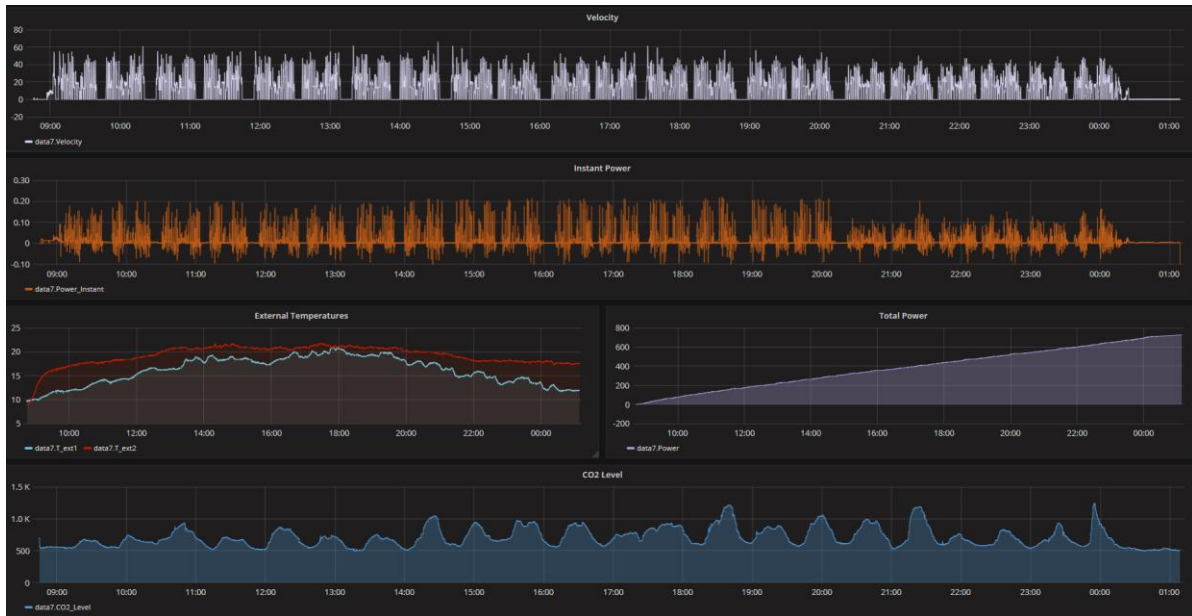 Velocity
80
60
40
20
0
-20
09:00 10:00 11:00 12:00 13:00 14:00 15:00 16:00 17:00 18:00 19:00 20:00 21:00 22:00 23:00 00:00 01:00
data7.Velocity
Instant Power
0.30
0.20
0.10
0
-0.10
09:00 10:00 11:00 12:00 13:00 14:00 15:00 16:00 17:00 18:00 19:00 20:00 21:00 22:00 23:00 00:00 01:00
data7.Power_Instant
External Temperatures
25
20
15
10
5
10:00 12:00 14:00 16:00 18:00 20:00 22:00 00:00
data7.T_ext1 data7.T_ext2
Total Power
800
600
400
200
0
-200
10:00 12:00 14:00 16:00 18:00 20:00 22:00 00:00
data7.Power
CO2 Level
1.5 K
1.0 K
500
0
09:00 10:00 11:00 12:00 13:00 14:00 15:00 16:00 17:00 18:00 19:00 20:00 21:00 22:00 23:00 00:00 01:00
data7.CO2_Level